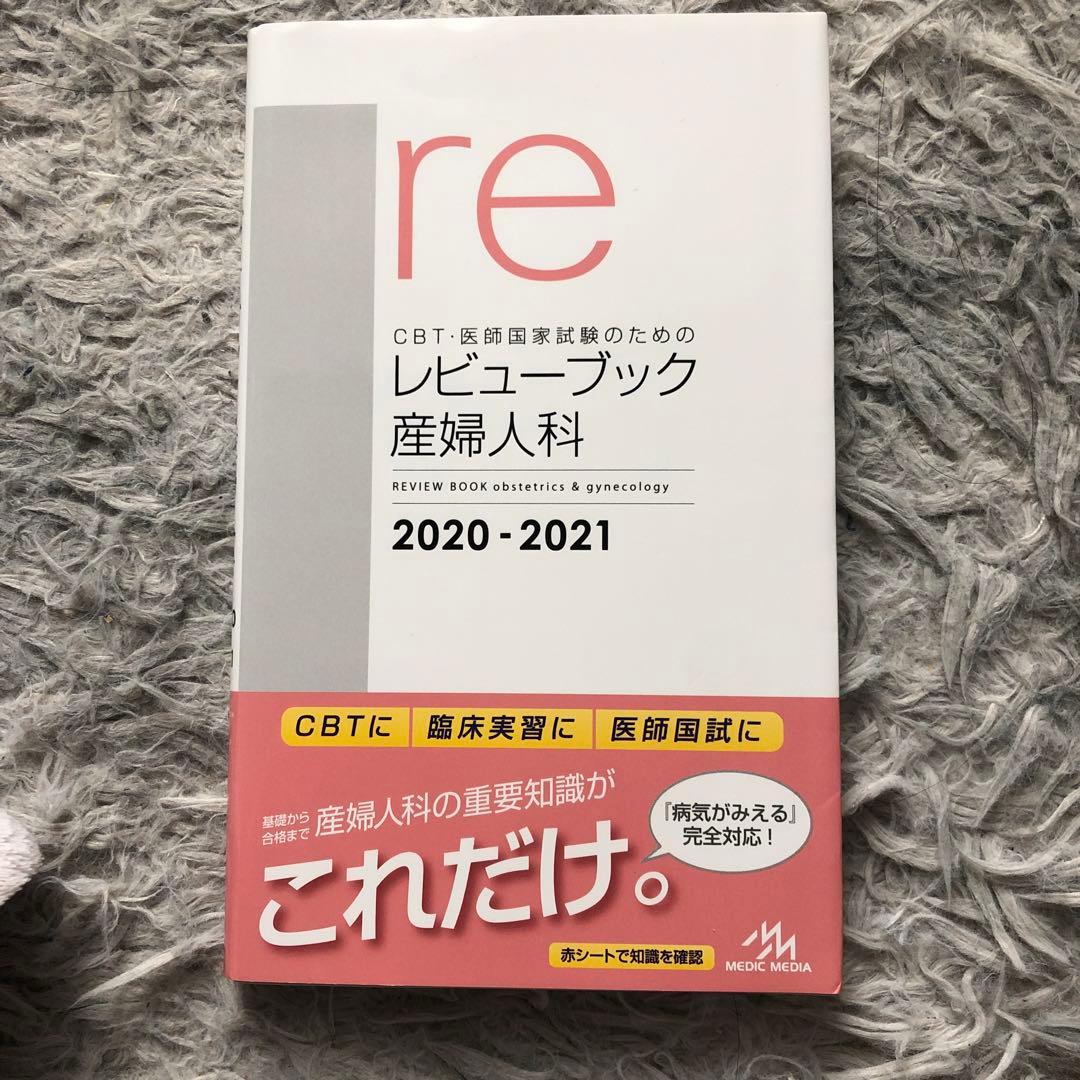 re
CBT・医師国家試験のための
レビューブック
産婦人科
REVIEW BOOK obstetrics & gynecology
2020-2021
CBTに 臨床実習に 医師国試に
基礎から
合格まで
産婦人科の重要知識が
これだけ。
『病気がみえる』
完全対応！
赤シートで知識を確認
MEDIC MEDIA